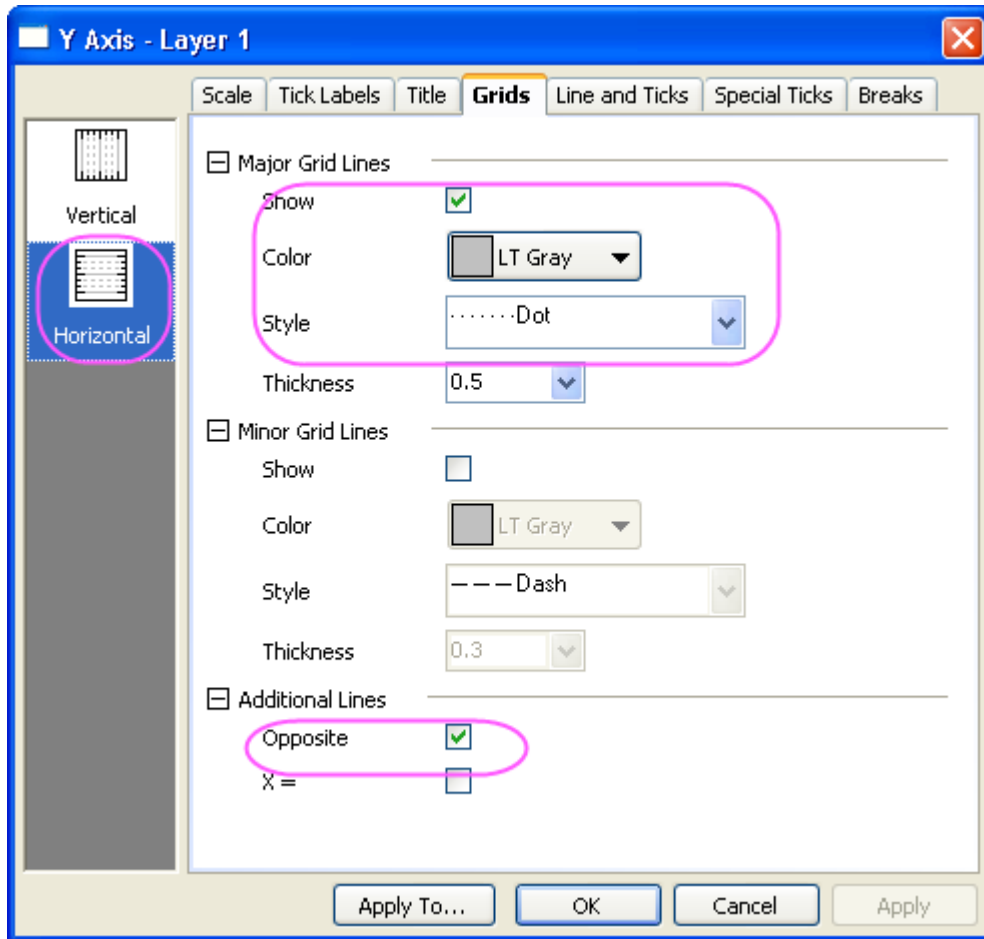 Y Axis - Layer 1
Scale Tick Labels Title Grids Line and Ticks Special Ticks Breaks
Vertical
Horizontal
Major Grid Lines
Show
Color LT Gray
Style .......Dot
Thickness 0.5
Minor Grid Lines
Show
Color LT Gray
Style ---Dash
Thickness 0.3
Additional Lines
Opposite
X =
Apply To... OK Cancel Apply